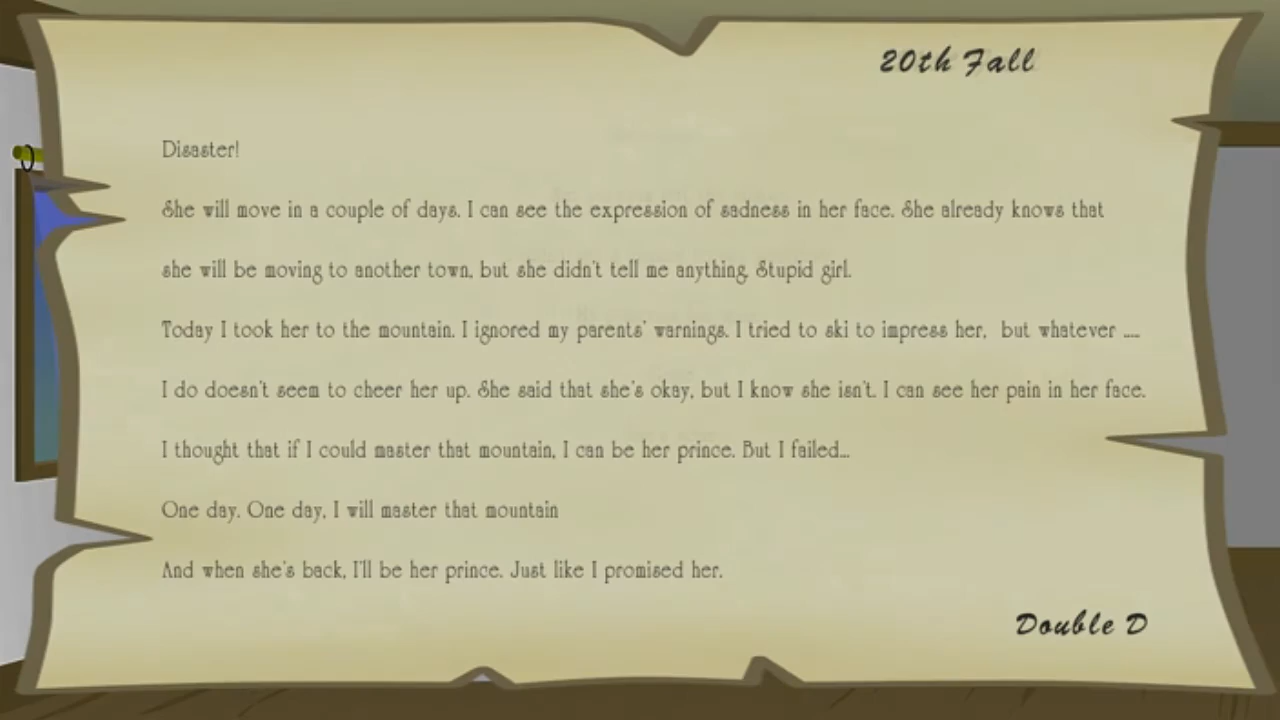 20th Fall
Disaster!
She will move in a couple of days. I can see the expression of sadness in her face. She already knows that
she will be moving to another town, but she didn't tell me anything. Stupid girl.
Today I took her to the mountain. I ignored my parents' warnings. I tried to ski to impress her,  but whatever ....
I do doesn't seem to cheer her up. She said that she's okay, but I know she isn't. I can see her pain in her face.
I thought that if I could master that mountain, I can be her prince. But I failed...
One day. One day, I will master that mountain
And when she's back, I'll be her prince. Just like I promised her.
Double D